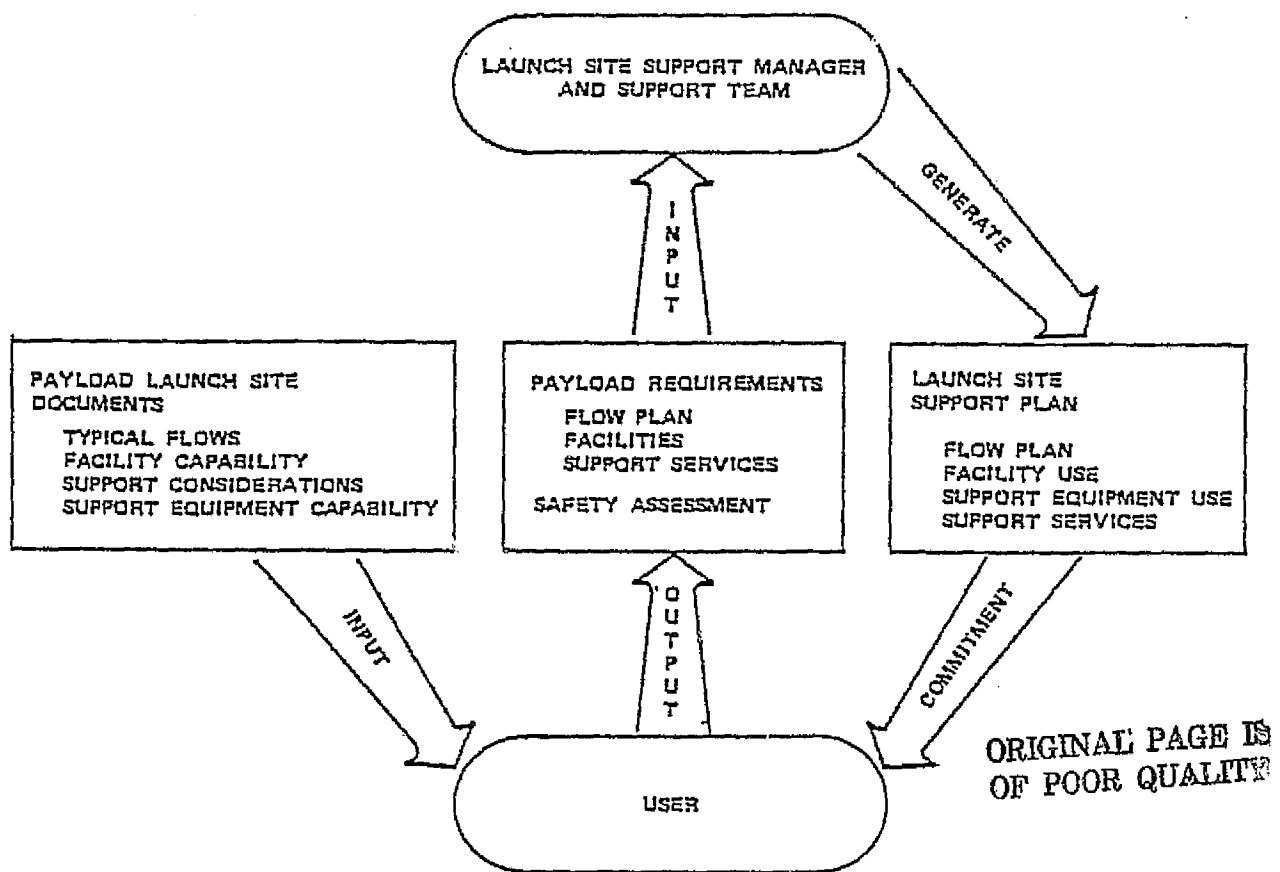 LAUNCH SITE SUPPORT MANAGER
AND SUPPORT TEAM
INPUT
GENERATE
PAYLOAD LAUNCH SITE
DOCUMENTS
TYPICAL FLOWS
FACILITY CAPABILITY
SUPPORT CONSIDERATIONS
SUPPORT EQUIPMENT CAPABILITY
PAYLOAD REQUIREMENTS
FLOW PLAN
FACILITIES
SUPPORT SERVICES
SAFETY ASSESSMENT
LAUNCH SITE
SUPPORT PLAN
FLOW PLAN
FACILITY USE
SUPPORT EQUIPMENT USE
SUPPORT SERVICES
INPUT
OUTPUT
COMMITMENT
USER
ORIGINAL PAGE IS
OF POOR QUALITY